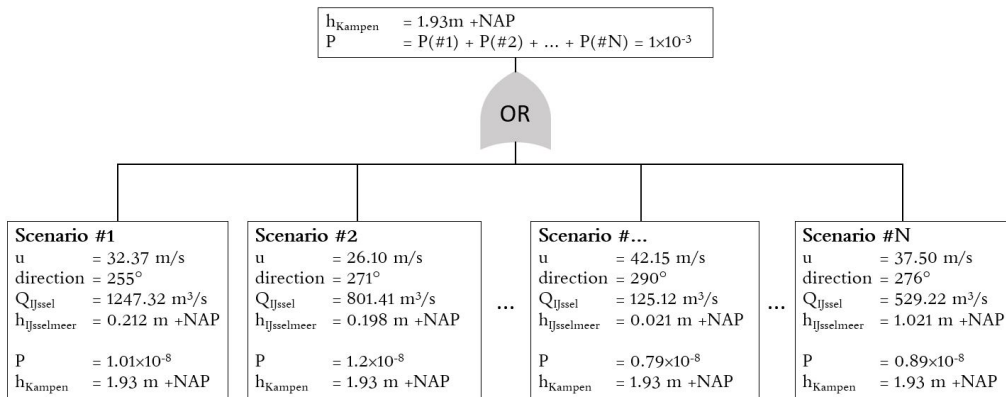 h_Kampen = 1.93m +NAP
P = P(#1) + P(#2) + ... + P(#N) = 1×10⁻³
OR
Scenario #1
u = 32.37 m/s
direction = 255°
Q_IJssel = 1247.32 m³/s
h_IJsselmeer = 0.212 m +NAP
P = 1.01×10⁻⁸
h_Kampen = 1.93 m +NAP
Scenario #2
u = 26.10 m/s
direction = 271°
Q_IJssel = 801.41 m³/s
h_IJsselmeer = 0.198 m +NAP
P = 1.2×10⁻⁸
h_Kampen = 1.93 m +NAP
...
Scenario #...
u = 42.15 m/s
direction = 290°
Q_IJssel = 125.12 m³/s
h_IJsselmeer = 0.021 m +NAP
P = 0.79×10⁻⁸
h_Kampen = 1.93 m +NAP
...
Scenario #N
u = 37.50 m/s
direction = 276°
Q_IJssel = 529.22 m³/s
h_IJsselmeer = 1.021 m +NAP
P = 0.89×10⁻⁸
h_Kampen = 1.93 m +NAP